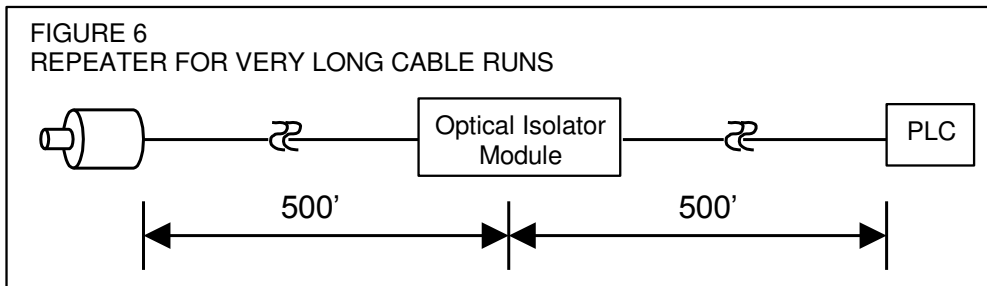 FIGURE 6
REPEATER FOR VERY LONG CABLE RUNS
Optical Isolator
Module
PLC
500’
500’